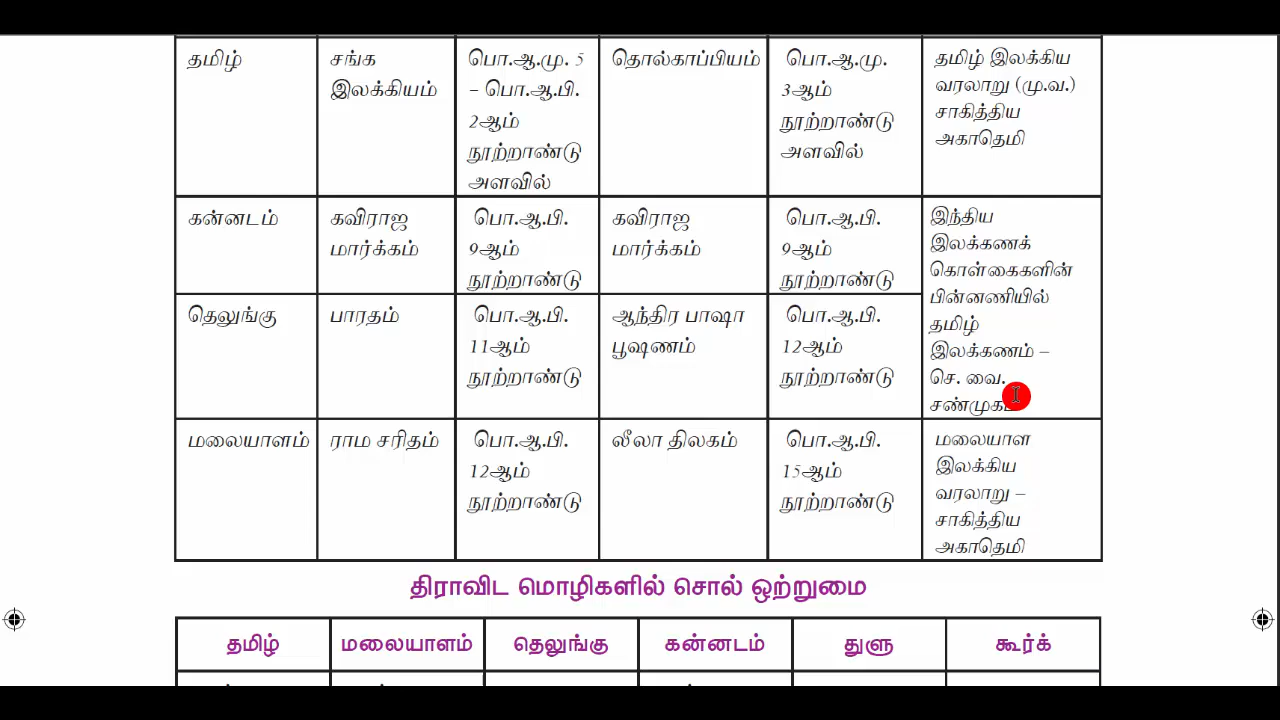 தமிழ்
சங்க
இலக்கியம்
பொ.ஆ.மு. 5
– பொ.ஆ.பி.
2ஆம்
நூற்றாண்டு
அளவில்
தொல்காப்பியம்
பொ.ஆ.மு.
3ஆம்
நூற்றாண்டு
அளவில்
தமிழ் இலக்கிய
வரலாறு (மு.வ.)
சாகித்திய
அகாதெமி
கன்னடம்
கவிராஜ
மார்க்கம்
பொ.ஆ.பி.
9ஆம்
நூற்றாண்டு
கவிராஜ
மார்க்கம்
பொ.ஆ.பி.
9ஆம்
நூற்றாண்டு
இந்திய
இலக்கணக்
கொள்கைகளின்
பின்னணியில்
தமிழ்
இலக்கணம் –
செ. வை.
சண்முகம்
தெலுங்கு
பாரதம்
பொ.ஆ.பி.
11ஆம்
நூற்றாண்டு
ஆந்திர பாஷா
பூஷணம்
பொ.ஆ.பி.
12ஆம்
நூற்றாண்டு
மலையாளம்
ராம சரிதம்
பொ.ஆ.பி.
12ஆம்
நூற்றாண்டு
லீலா திலகம்
பொ.ஆ.பி.
15ஆம்
நூற்றாண்டு
மலையாள
இலக்கிய
வரலாறு –
சாகித்திய
அகாதெமி
திராவிட மொழிகளில் சொல் ஒற்றுமை
தமிழ் மலையாளம் தெலுங்கு கன்னடம் துளு கூர்க்